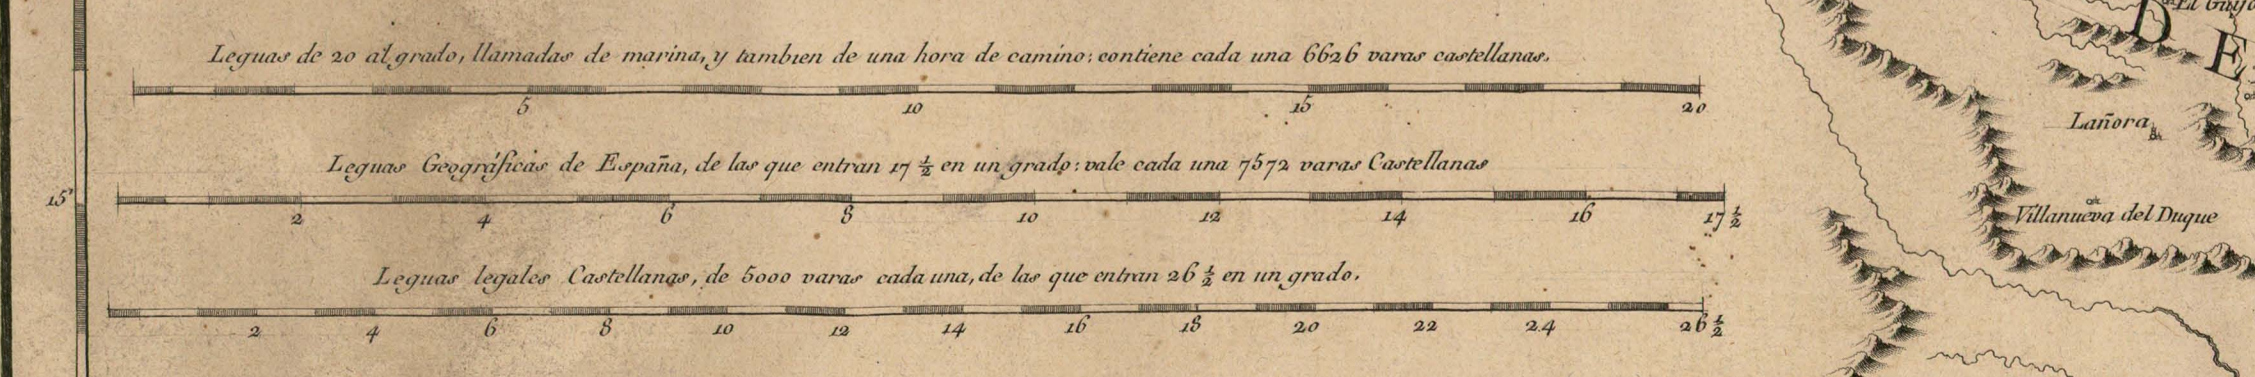 Leguas de 20 al grado, llamadas de marina, y tambien de una hora de camino: contiene cada una 6626 varas castellanas.
5 10 15 20
Leguas Geográficas de España, de las que entran 17 1/2 en un grado: vale cada una 7572 varas Castellanas
2 4 6 8 10 12 14 16 17 1/2
15'
Leguas legales Castellanas, de 5000 varas cada una, de las que entran 26 1/2 en un grado.
2 4 6 8 10 12 14 16 18 20 22 24 26 1/2
D E
Lañora
Villanueva del Duque